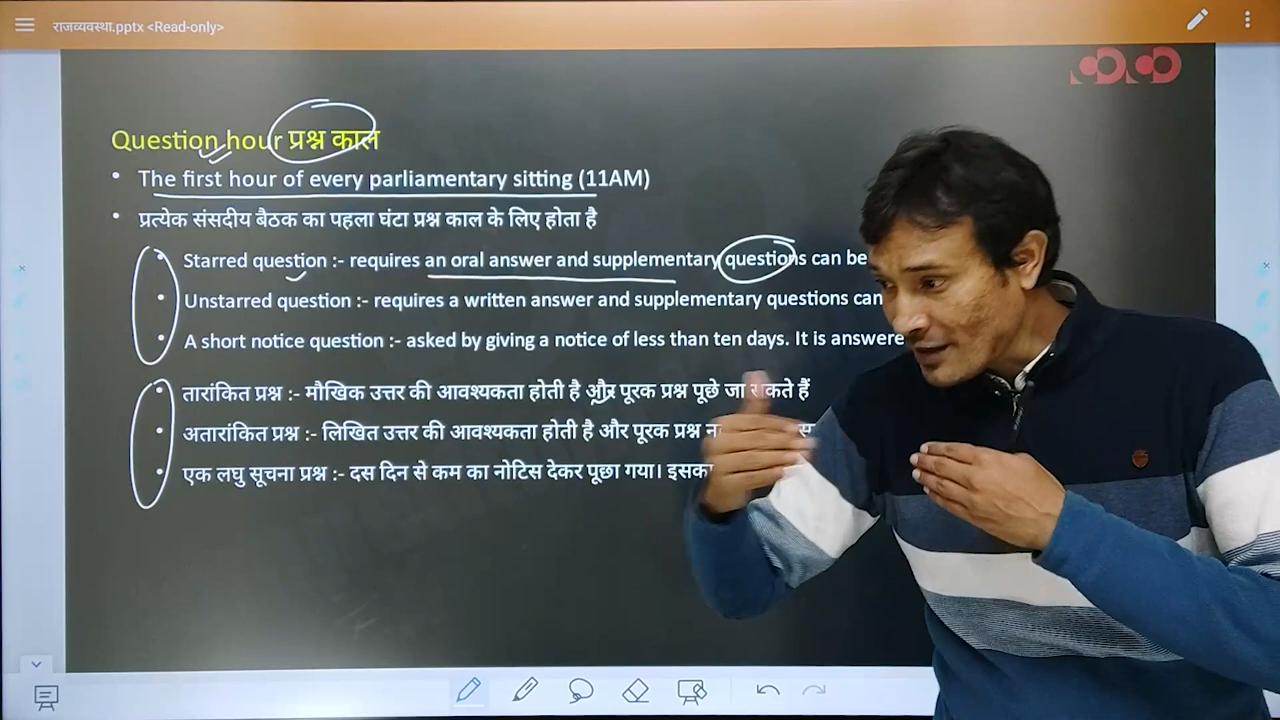 राजव्यवस्था.pptx <Read-only>
Question hour प्रश्न काल
• The first hour of every parliamentary sitting (11AM)
• प्रत्येक संसदीय बैठक का पहला घंटा प्रश्न काल के लिए होता है
• Starred question :- requires an oral answer and supplementary questions can be
• Unstarred question :- requires a written answer and supplementary questions can
• A short notice question :- asked by giving a notice of less than ten days. It is answere
• तारांकित प्रश्न :- मौखिक उत्तर की आवश्यकता होती है और पूरक प्रश्न पूछे जा सकते हैं
• अतारांकित प्रश्न :- लिखित उत्तर की आवश्यकता होती है और पूरक प्रश्न
• एक लघु सूचना प्रश्न :- दस दिन से कम का नोटिस देकर पूछा गया। इसका